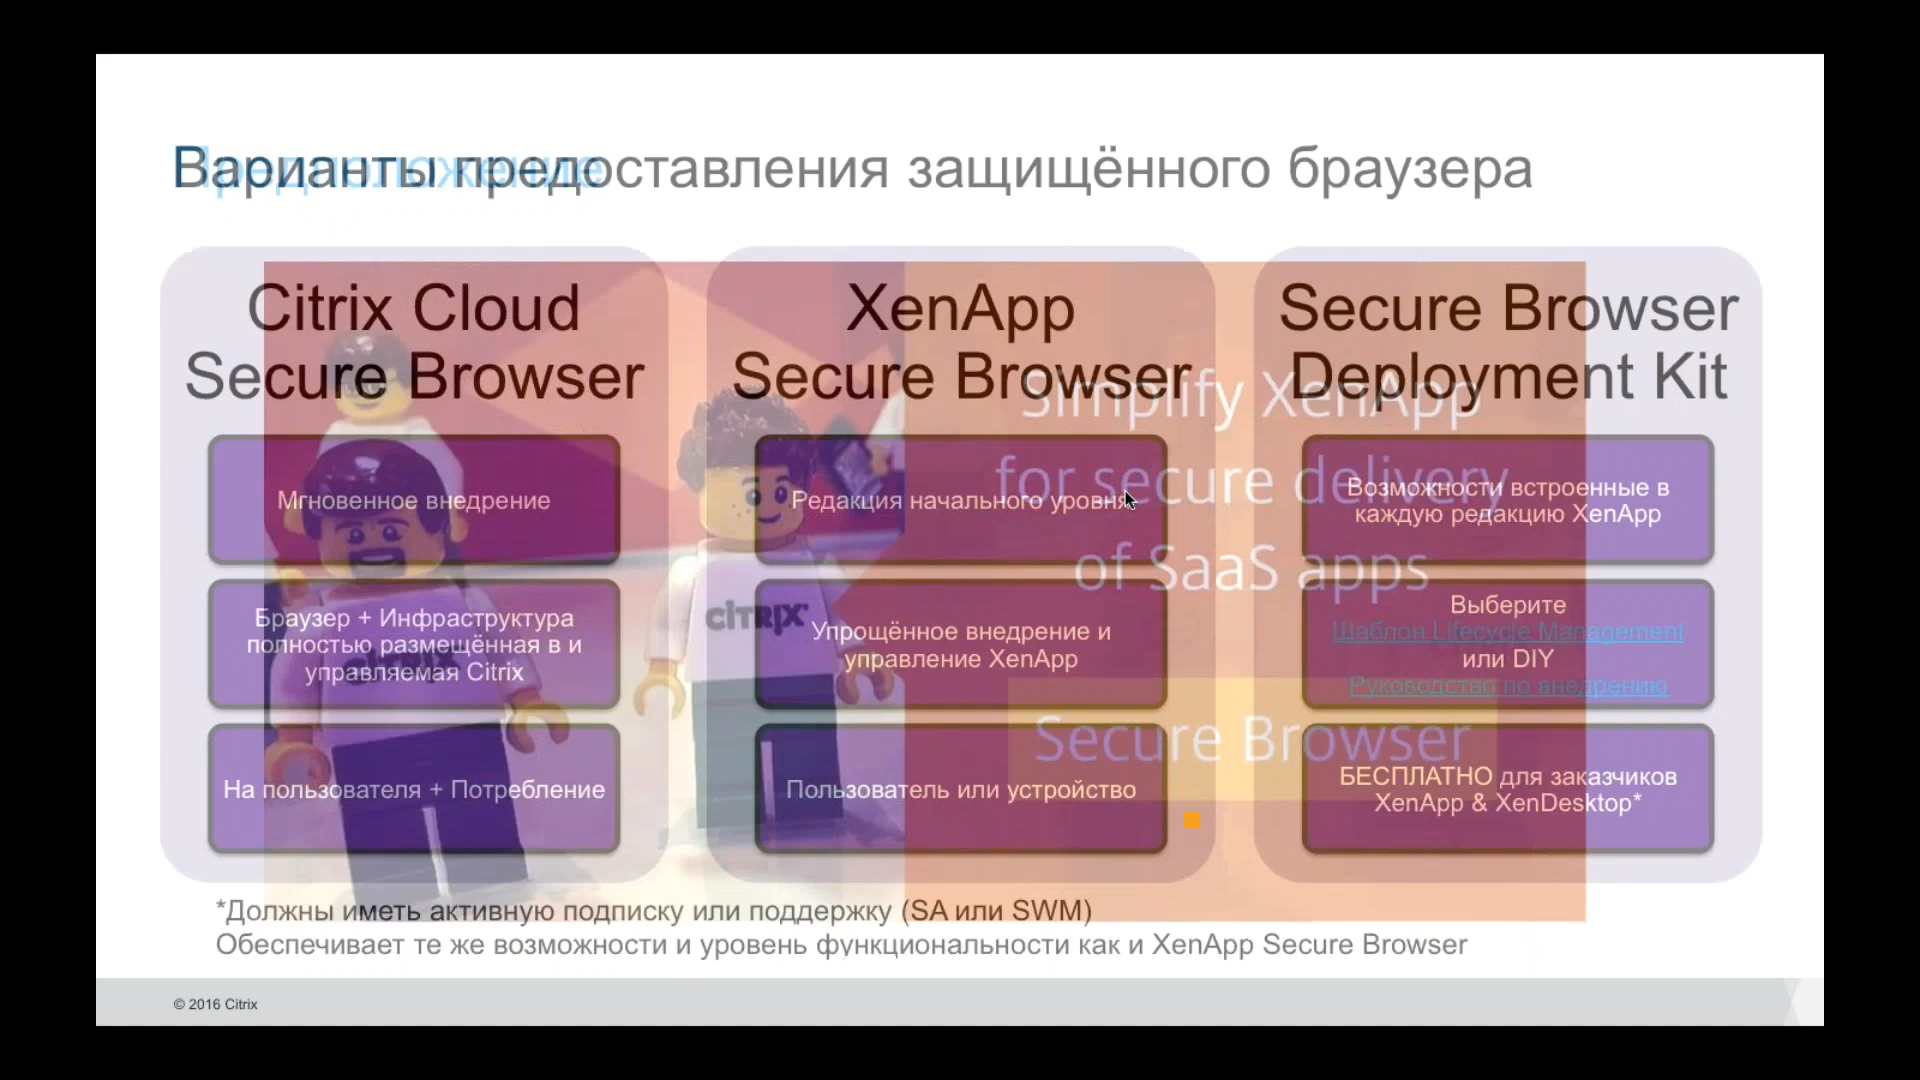 Варианты предоставления защищённого браузера
Предположение
Citrix Cloud
Secure Browser
Мгновенное внедрение
Браузер + Инфраструктура
полностью размещённая в и
управляемая Citrix
На пользователя + Потребление
XenApp
Secure Browser
Редакция начального уровня
Упрощённое внедрение и
управление XenApp
Пользователь или устройство
Secure Browser
Deployment Kit
Возможности встроенные в
каждую редакцию XenApp
Выберите
Шаблон Lifecycle Management
или DIY
Руководство по внедрению
БЕСПЛАТНО для заказчиков
XenApp & XenDesktop*
Simplify XenApp
for secure delivery
of SaaS apps
Secure Browser
CITRIX
CITRIX
*Должны иметь активную подписку или поддержку (SA или SWM)
Обеспечивает те же возможности и уровень функциональности как и XenApp Secure Browser
© 2016 Citrix